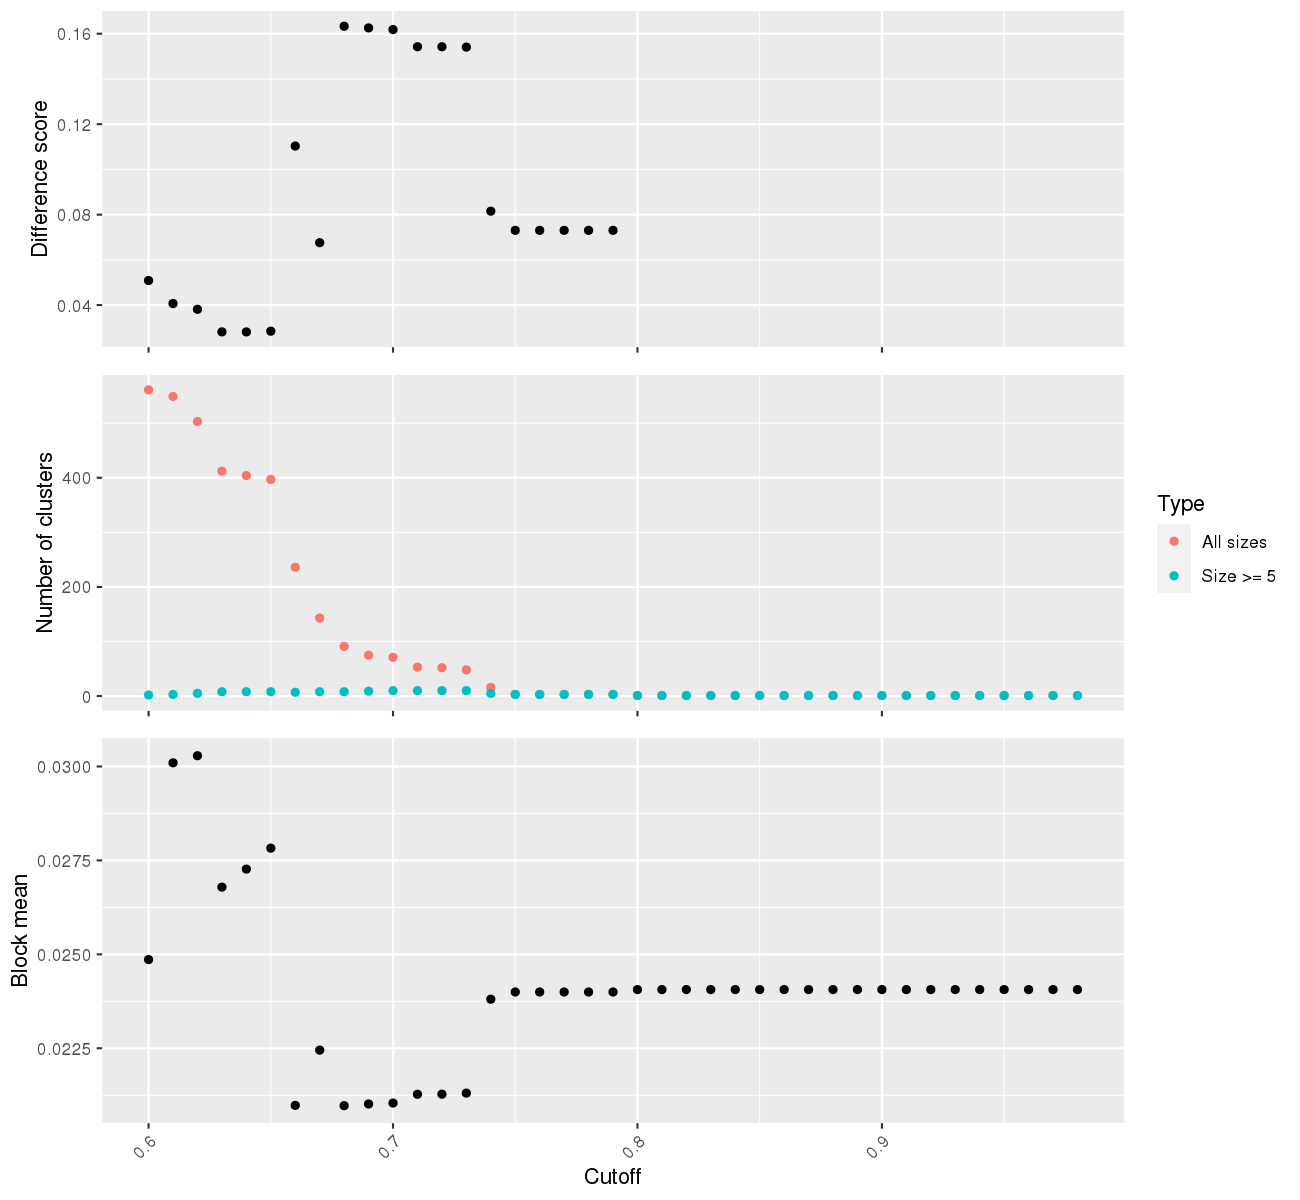 0.16
0.12
0.08
0.04
Difference score
400
200
0
Number of clusters
Type
All sizes
Size >= 5
0.0300
0.0275
0.0250
0.0225
Block mean
0.6
0.7
0.8
0.9
Cutoff